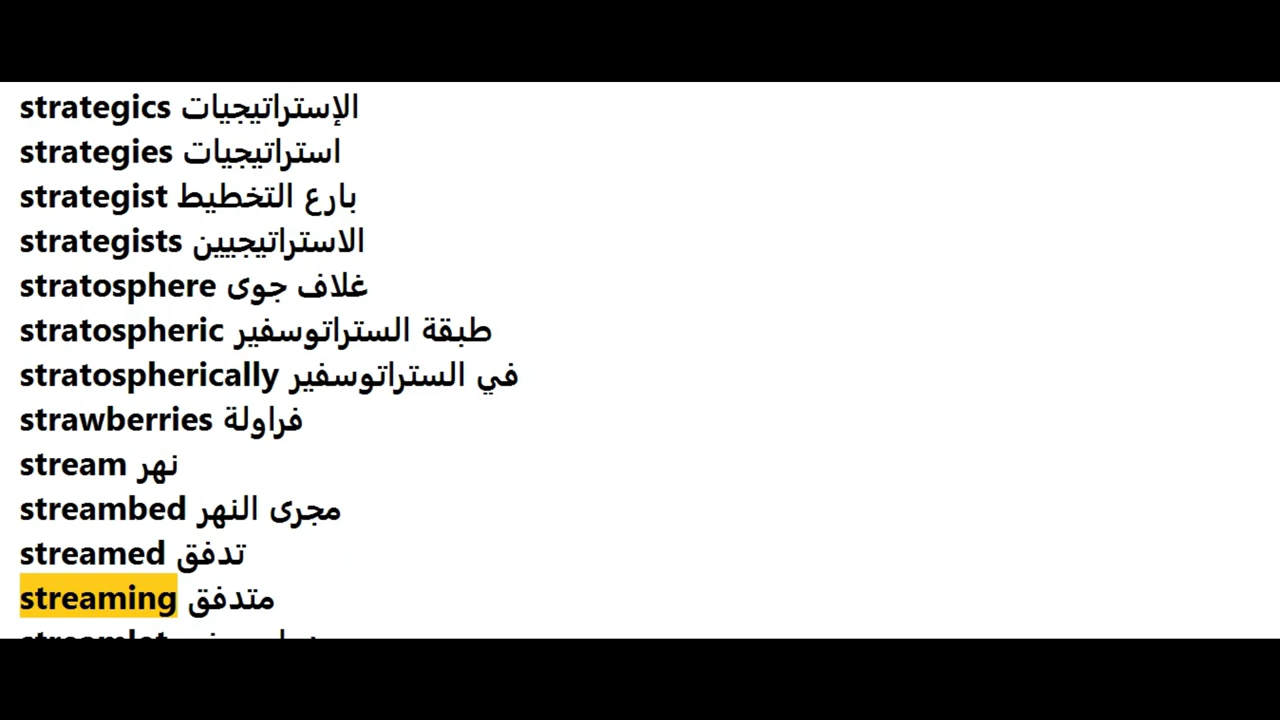 strategics الإستراتيجيات
strategies استراتيجيات
strategist بارع التخطيط
strategists الاستراتيجيين
stratosphere غلاف جوى
stratospheric طبقة الستراتوسفير
stratospherically في الستراتوسفير
strawberries فراولة
stream نهر
streambed مجرى النهر
streamed تدفق
streaming متدفق